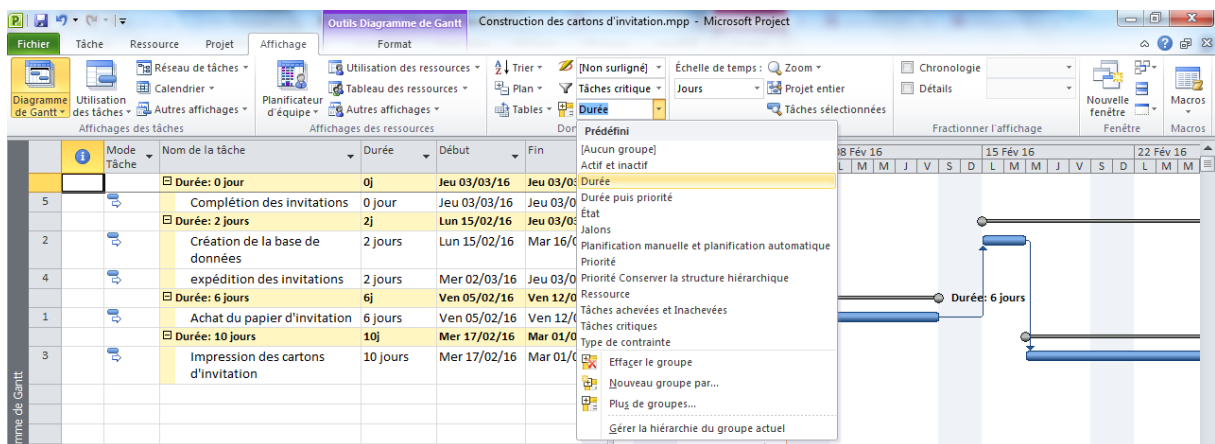 Outils Diagramme de Gantt
Construction des cartons d'invitation.mpp - Microsoft Project
Fichier Tâche Ressource Projet Affichage Format
Diagramme de Gantt
Utilisation des tâches
Réseau de tâches
Calendrier
Autres affichages
Affichages des tâches
Planificateur d'équipe
Utilisation des ressources
Tableau des ressources
Autres affichages
Affichages des ressources
Trier
Plan
Tables
[Non surligné]
Tâches critique
Durée
Échelle de temps :
Jours
Zoom
Projet entier
Tâches sélectionnées
Chronologie
Détails
Fractionner l'affichage
Nouvelle fenêtre
Fenêtre
Macros
Macros
Mode Tâche
Nom de la tâche
Durée
Début
Fin
Durée: 0 jour 0j Jeu 03/03/16
5 Complétion des invitations 0 jour Jeu 03/03/16
Durée: 2 jours 2j Lun 15/02/16
2 Création de la base de données 2 jours Lun 15/02/16
4 expédition des invitations 2 jours Mer 02/03/16
Durée: 6 jours 6j Ven 05/02/16
1 Achat du papier d'invitation 6 jours Ven 05/02/16
Durée: 10 jours 10j Mer 17/02/16
3 Impression des cartons d'invitation 10 jours Mer 17/02/16
Prédéfini
[Aucun groupe]
Actif et inactif
Durée
Durée puis priorité
État
Jalons
Planification manuelle et planification automatique
Priorité
Priorité Conserver la structure hiérarchique
Ressource
Tâches achevées et Inachevées
Tâches critiques
Type de contrainte
Effacer le groupe
Nouveau groupe par...
Plus de groupes...
Gérer la hiérarchie du groupe actuel
8 Fév 16 15 Fév 16 22 Fév 16
L M M J V S D L M M J V S D L M M
Durée: 6 jours
mme de Gantt